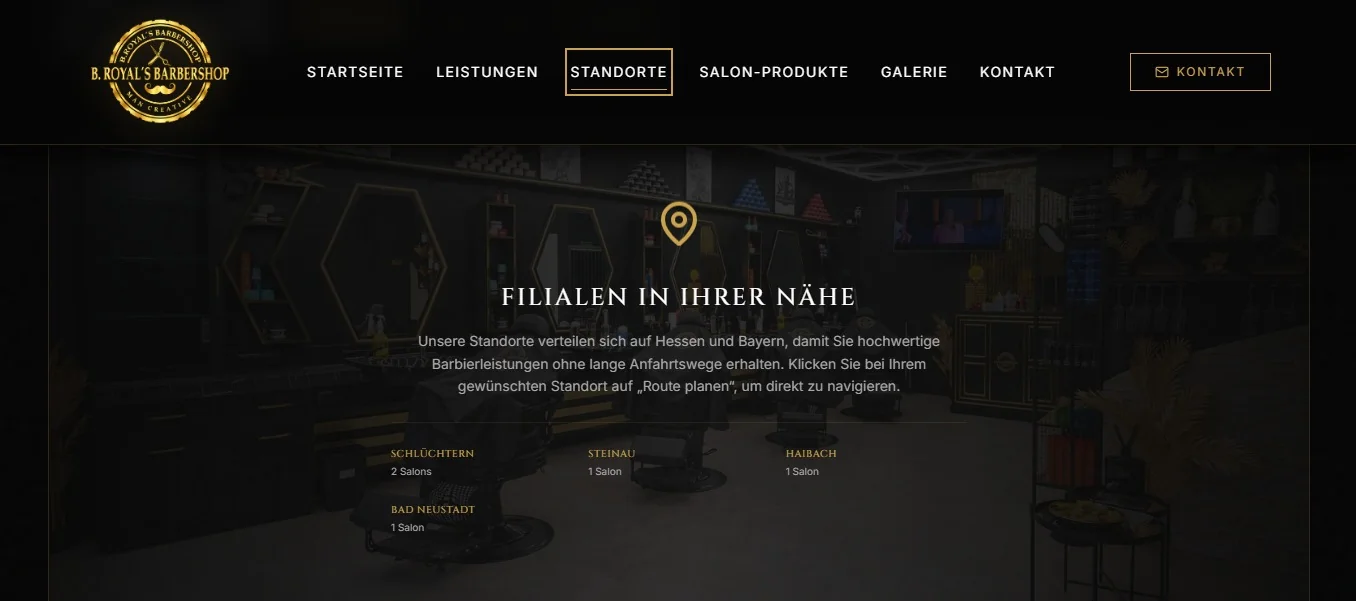 B.ROYAL'S BARBERSHOP
B. ROYAL'S BARBERSHOP
MAN CREATIVE
STARTSEITE
LEISTUNGEN
STANDORTE
SALON-PRODUKTE
GALERIE
KONTAKT
KONTAKT
FILIALEN IN IHRER NÄHE
Unsere Standorte verteilen sich auf Hessen und Bayern, damit Sie hochwertige
Barbierleistungen ohne lange Anfahrtswege erhalten. Klicken Sie bei Ihrem
gewünschten Standort auf „Route planen“, um direkt zu navigieren.
SCHLÜCHTERN
2 Salons
STEINAU
1 Salon
HAIBACH
1 Salon
BAD NEUSTADT
1 Salon